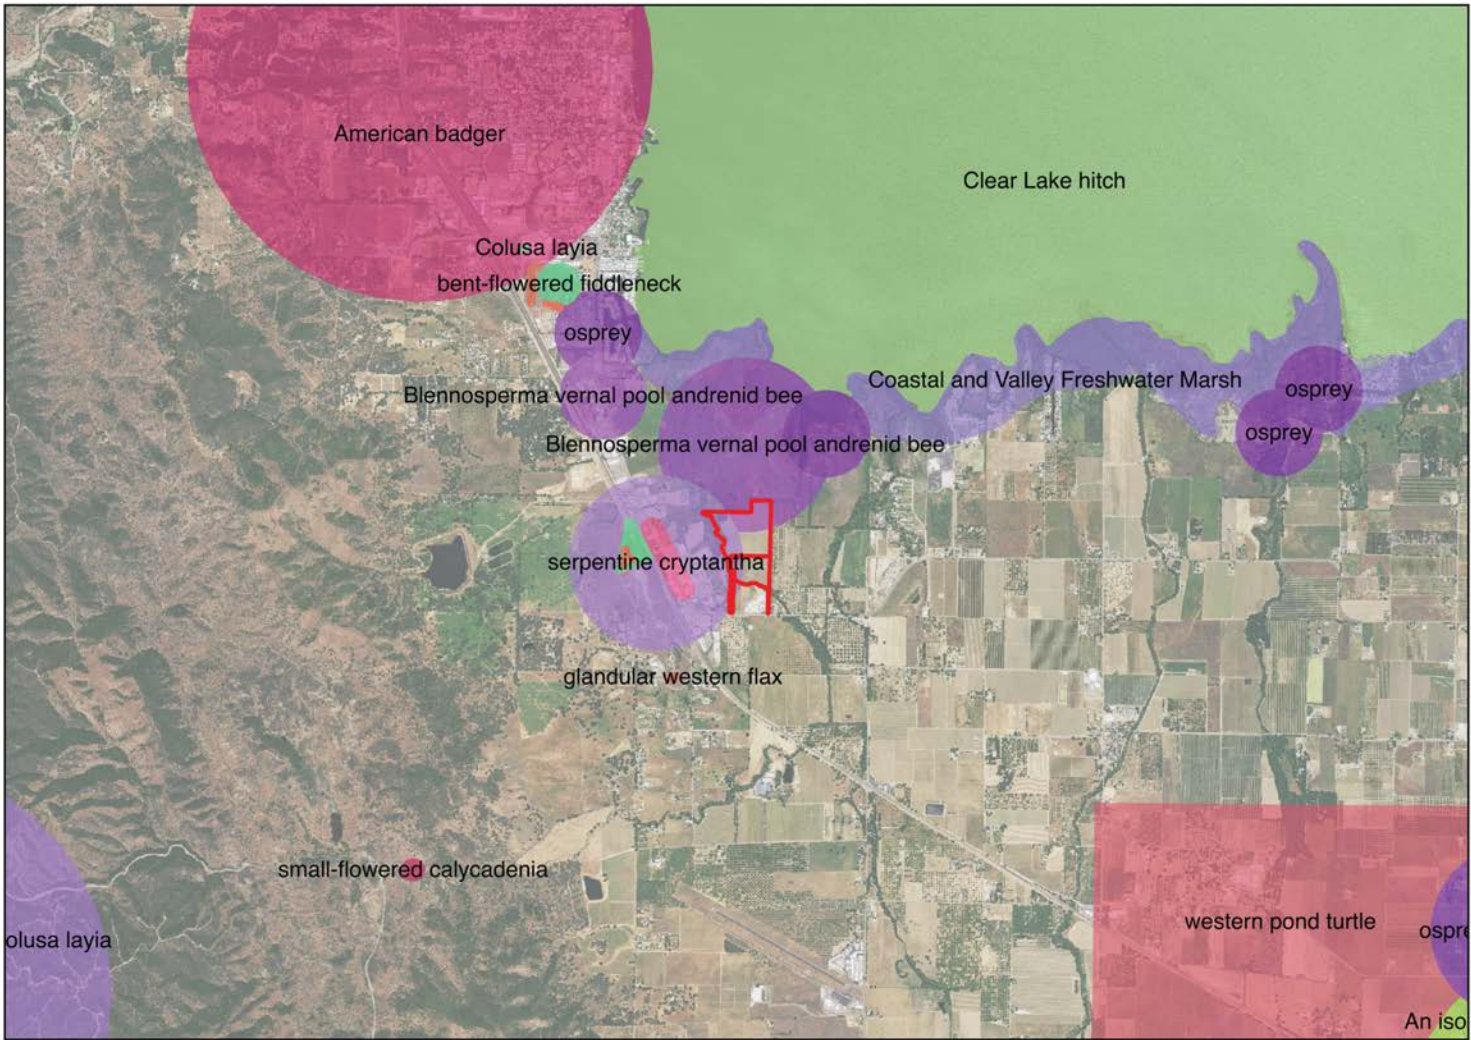 American badger
Clear Lake hitch
Colusa layia
bent-flowered fiddleneck
osprey
Coastal and Valley Freshwater Marsh
osprey
Blennosperma vernal pool andrenid bee
osprey
Blennosperma vernal pool andrenid bee
serpentine cryptantha
glandular western flax
small-flowered calycadenia
western pond turtle
ospre
olusa layia
An iso